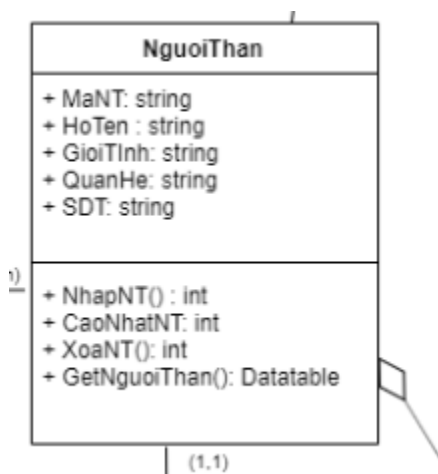 NguoiThan
+ MaNT: string
+ HoTen : string
+ GioiTInh: string
+ QuanHe: string
+ SDT: string
+ NhapNT() : int
+ CaoNhatNT: int
+ XoaNT(): int
+ GetNguoiThan(): Datatable
(1,1)